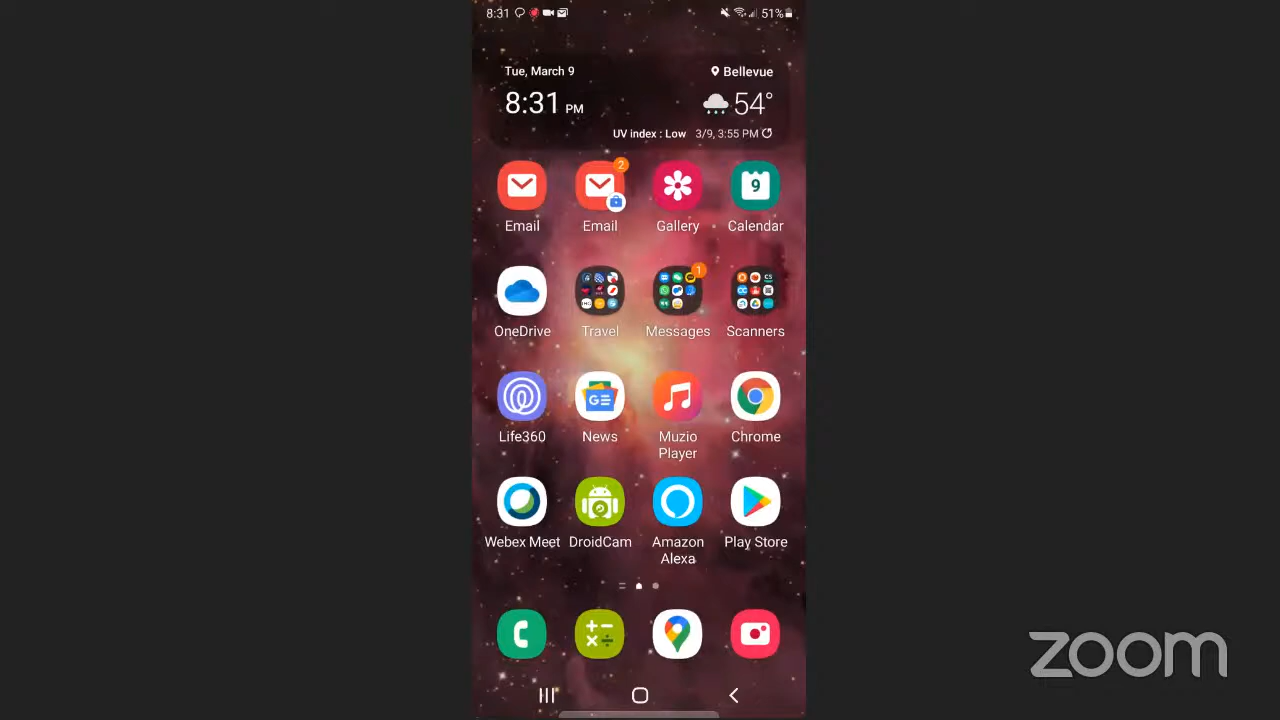 8:31
51%
Tue, March 9
Bellevue
8:31 PM
54°
UV index : Low
3/9, 3:55 PM
2
9
Email
Email
Gallery
Calendar
1
CS
OneDrive
Travel
Messages
Scanners
GE
Life360
News
Muzio
Player
Chrome
Webex Meet
DroidCam
Amazon
Alexa
Play Store
zoom